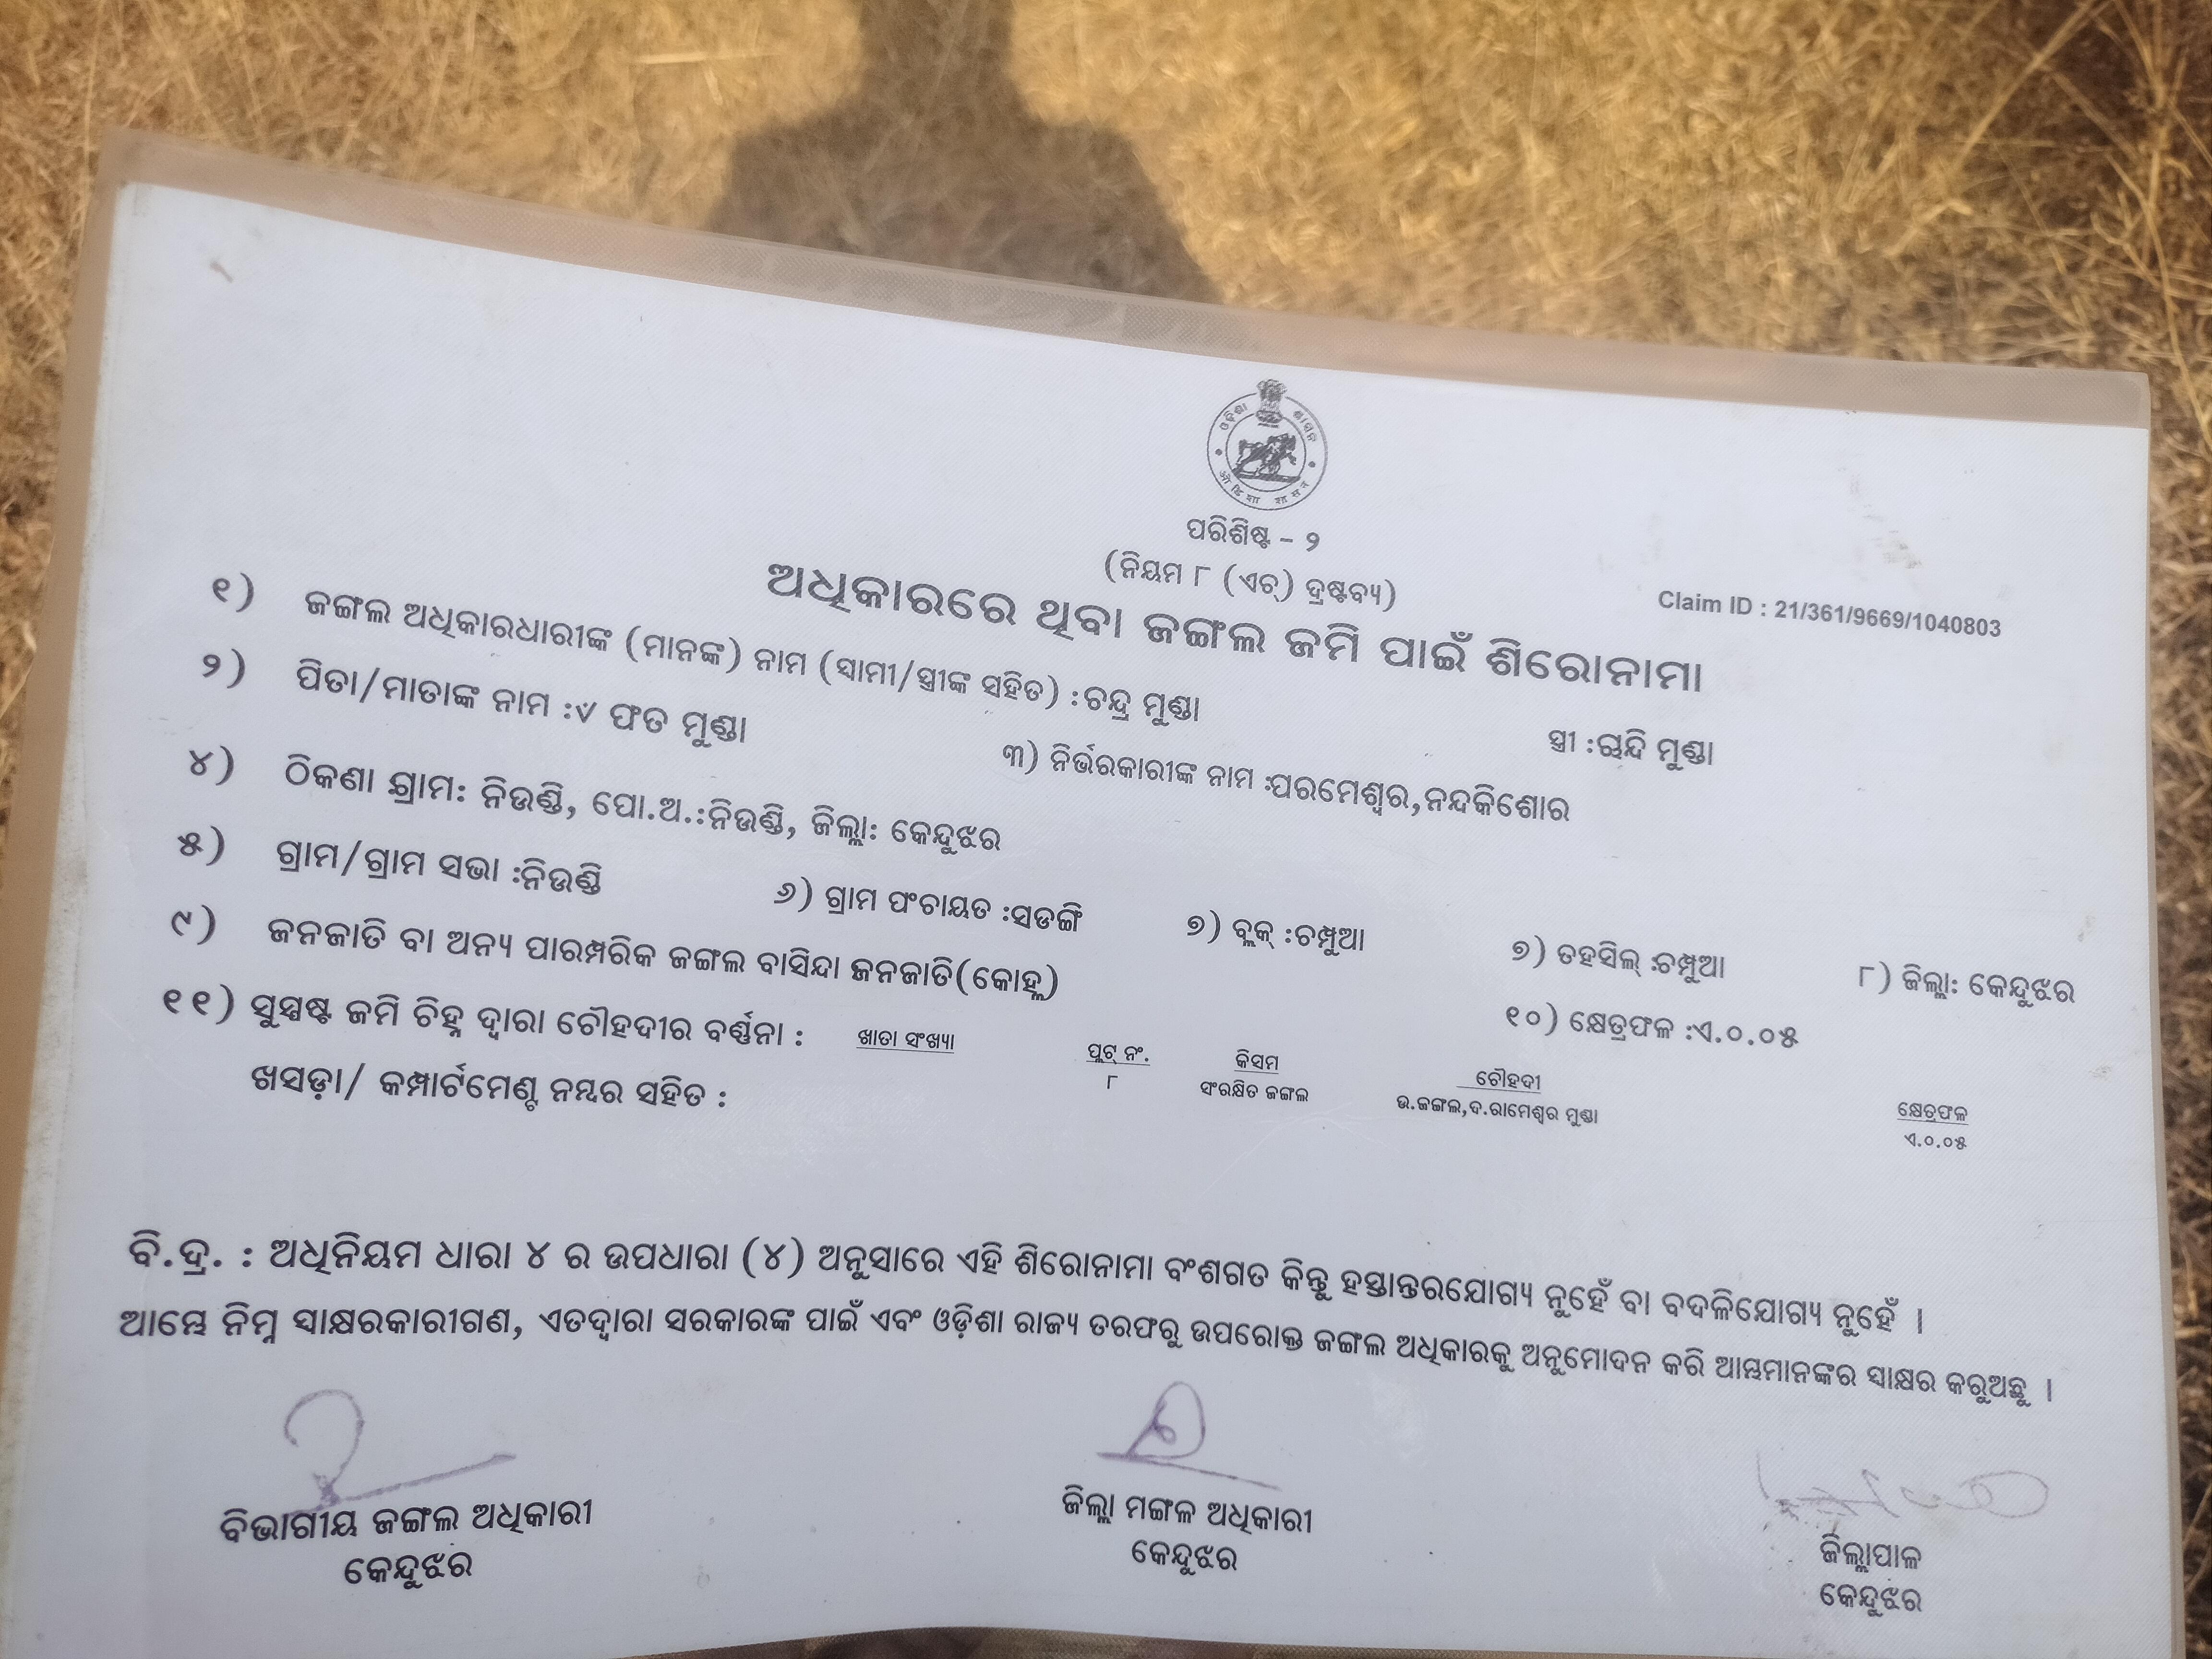 ଓଡ଼ିଶା ଶାସନ
ओडिशा शासन
ପରିଶିଷ୍ଟ - ୨
(ନିୟମ ୮ (ଏଚ୍) ଦ୍ରଷ୍ଟବ୍ୟ)
Claim ID : 21/361/9669/1040803
ଅଧିକାରରେ ଥିବା ଜଙ୍ଗଲ ଜମି ପାଇଁ ଶିରୋନାମା
୧) ଜଙ୍ଗଲ ଅଧିକାରଧାରୀଙ୍କ (ମାନଙ୍କ) ନାମ (ସ୍ୱାମୀ/ସ୍ତ୍ରୀଙ୍କ ସହିତ) :ଚନ୍ଦ୍ର ମୁଣ୍ଡା ସ୍ତ୍ରୀ :ଋନ୍ଦି ମୁଣ୍ଡା
୨) ପିତା/ମାତାଙ୍କ ନାମ :୰ ଫତ ମୁଣ୍ଡା ୩) ନିର୍ଭରକାରୀଙ୍କ ନାମ :ପରମେଶ୍ୱର,ନନ୍ଦକିଶୋର
୪) ଠିକଣା ଗ୍ରାମ: ନିଉଣ୍ଡି, ପୋ.ଅ.:ନିଉଣ୍ଡି, ଜିଲ୍ଲା: କେନ୍ଦୁଝର
୫) ଗ୍ରାମ/ଗ୍ରାମ ସଭା :ନିଉଣ୍ଡି ୬) ଗ୍ରାମ ପଂଚାୟତ :ସଡଙ୍ଗି ୭) ବ୍ଲକ୍ :ଚମ୍ପୁଆ ୭) ତହସିଲ୍ :ଚମ୍ପୁଆ ୮) ଜିଲ୍ଲା: କେନ୍ଦୁଝର
୯) ଜନଜାତି ବା ଅନ୍ୟ ପାରମ୍ପରିକ ଜଙ୍ଗଲ ବାସିନ୍ଦା ଜନଜାତି(କୋହ୍ଲ) ୧୦) କ୍ଷେତ୍ରଫଳ :ଏ.୦.୦୫
୧୧) ସୁସ୍ପଷ୍ଟ ଜମି ଚିହ୍ନ ଦ୍ୱାରା ଚୌହଦୀର ବର୍ଣ୍ଣନା : ଖାତା ସଂଖ୍ୟା ପ୍ଲଟ୍ ନଂ. କିସମ ଚୌହଦୀ କ୍ଷେତ୍ରଫଳ
ଖସଡ଼ା/ କମ୍ପାର୍ଟମେଣ୍ଟ ନମ୍ବର ସହିତ : ୮ ସଂରକ୍ଷିତ ଜଙ୍ଗଲ ଉ.ଜଙ୍ଗଲ,ଦ.ରାମେଶ୍ୱର ମୁଣ୍ଡା ଏ.୦.୦୫
ବି.ଦ୍ର. : ଅଧିନିୟମ ଧାରା ୪ ର ଉପଧାରା (୪) ଅନୁସାରେ ଏହି ଶିରୋନାମା ବଂଶଗତ କିନ୍ତୁ ହସ୍ତାନ୍ତରଯୋଗ୍ୟ ନୁହେଁ ବା ବଦଳିଯୋଗ୍ୟ ନୁହେଁ ।
ଆମ୍ଭେ ନିମ୍ନ ସ୍ୱାକ୍ଷରକାରୀଗଣ, ଏତଦ୍ୱାରା ସରକାରଙ୍କ ପାଇଁ ଏବଂ ଓଡ଼ିଶା ରାଜ୍ୟ ତରଫରୁ ଉପରୋକ୍ତ ଜଙ୍ଗଲ ଅଧିକାରକୁ ଅନୁମୋଦନ କରି ଆମ୍ଭମାନଙ୍କର ସ୍ୱାକ୍ଷର କରୁଅଛୁ ।
ବିଭାଗୀୟ ଜଙ୍ଗଲ ଅଧିକାରୀ ଜିଲ୍ଲା ମଙ୍ଗଳ ଅଧିକାରୀ ଜିଲ୍ଲାପାଳ
କେନ୍ଦୁଝର କେନ୍ଦୁଝର କେନ୍ଦୁଝର